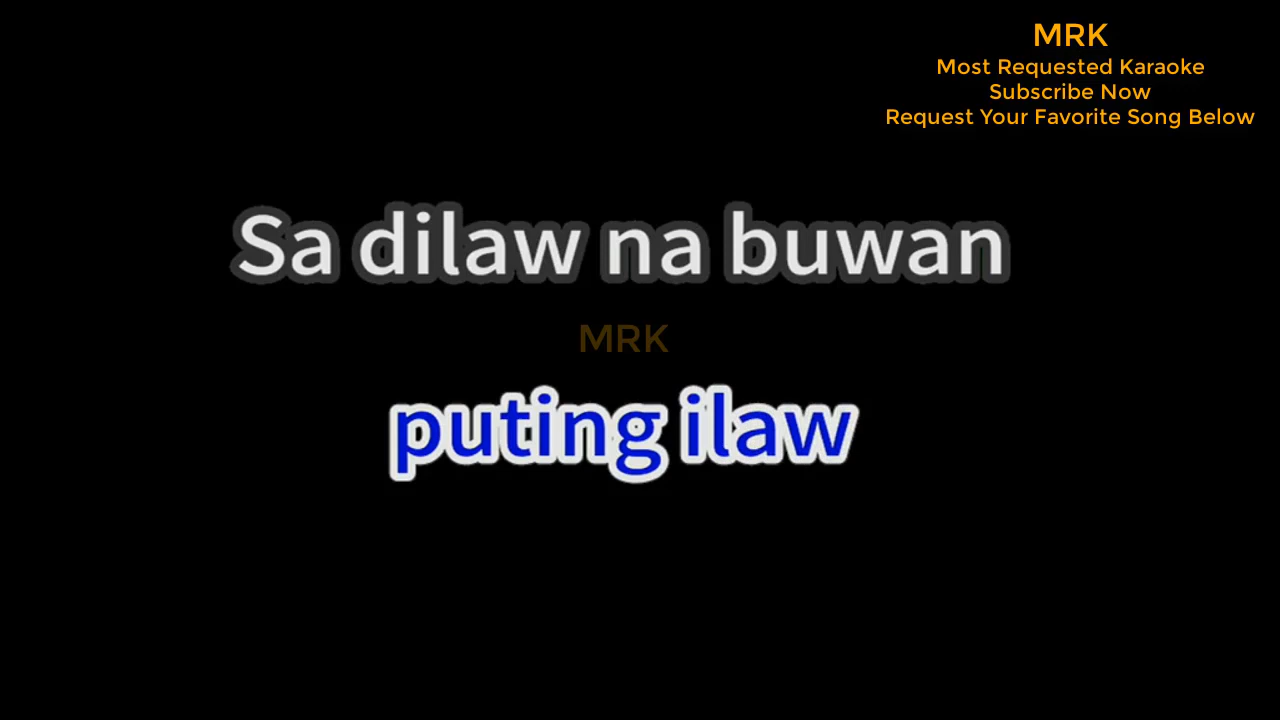 MRK
Most Requested Karaoke
Subscribe Now
Request Your Favorite Song Below
Sa dilaw na buwan
MRK
puting ilaw